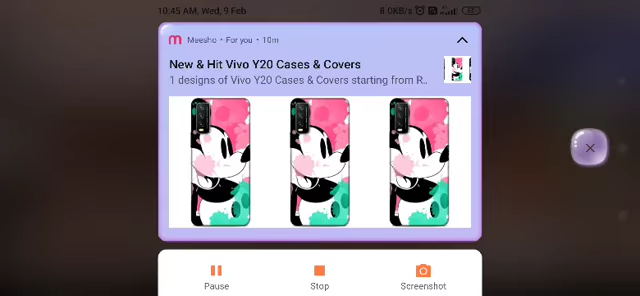 10:45 AM, Wed, 9 Feb
8.0KB/s
Meesho • For you • 10m
New & Hit Vivo Y20 Cases & Covers
1 designs of Vivo Y20 Cases & Covers starting from R..
Pause
Stop
Screenshot